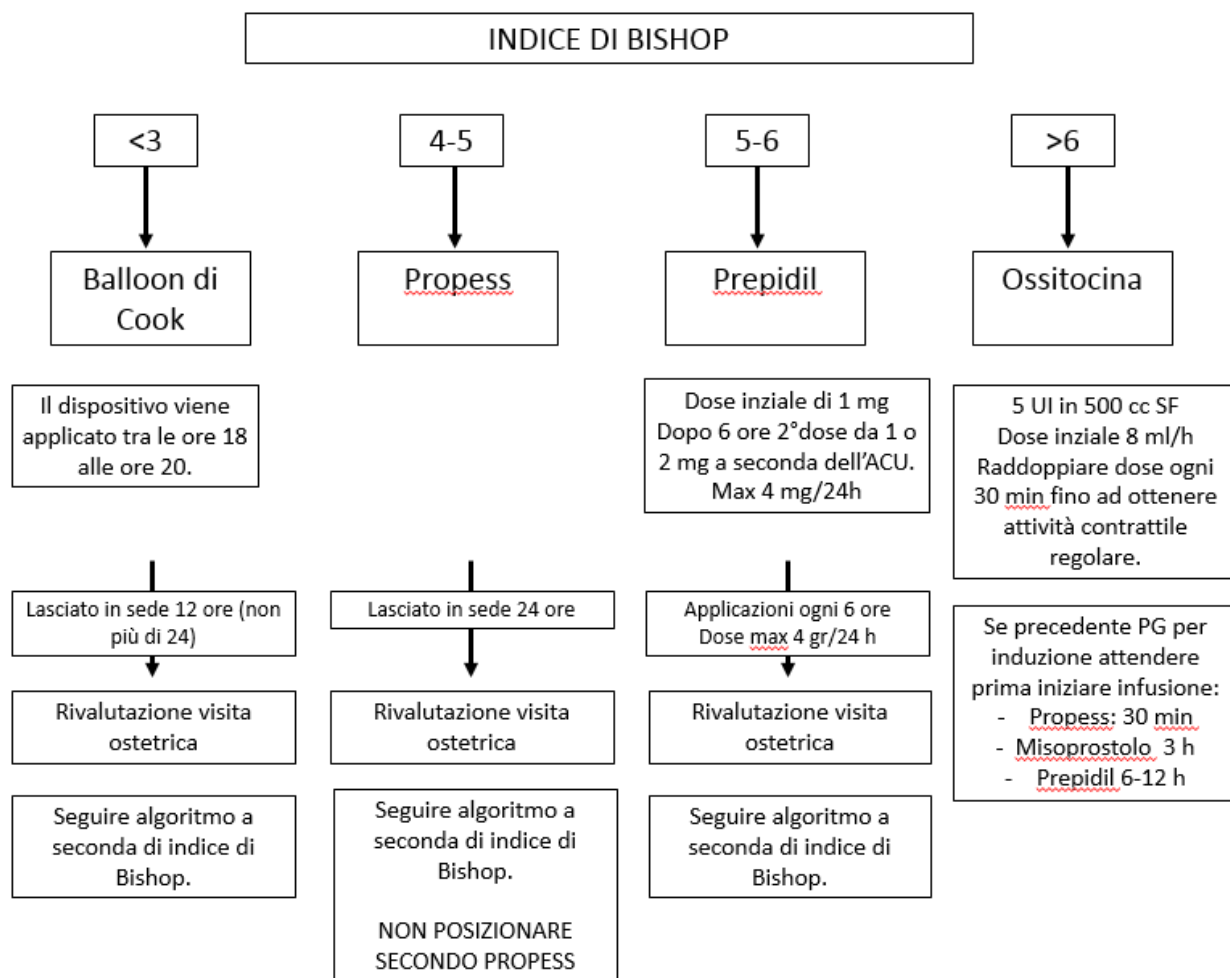 INDICE DI BISHOP
<3
4-5
5-6
>6
Balloon di
Cook
Propess
Prepidil
Ossitocina
Il dispositivo viene
applicato tra le ore 18
alle ore 20.
Dose inziale di 1 mg
Dopo 6 ore 2°dose da 1 o
2 mg a seconda dell'ACU.
Max 4 mg/24h
5 UI in 500 cc SF
Dose inziale 8 ml/h
Raddoppiare dose ogni
30 min fino ad ottenere
attività contrattile
regolare.
Lasciato in sede 12 ore (non
più di 24)
Lasciato in sede 24 ore
Applicazioni ogni 6 ore
Dose max 4 gr/24 h
Se precedente PG per
induzione attendere
prima iniziare infusione:
- Propess: 30 min
- Misoprostolo 3 h
- Prepidil 6-12 h
Rivalutazione visita
ostetrica
Rivalutazione visita
ostetrica
Rivalutazione visita
ostetrica
Seguire algoritmo a
seconda di indice di
Bishop.
Seguire algoritmo a
seconda di indice di
Bishop.
NON POSIZIONARE
SECONDO PROPESS
Seguire algoritmo a
seconda di indice di
Bishop.